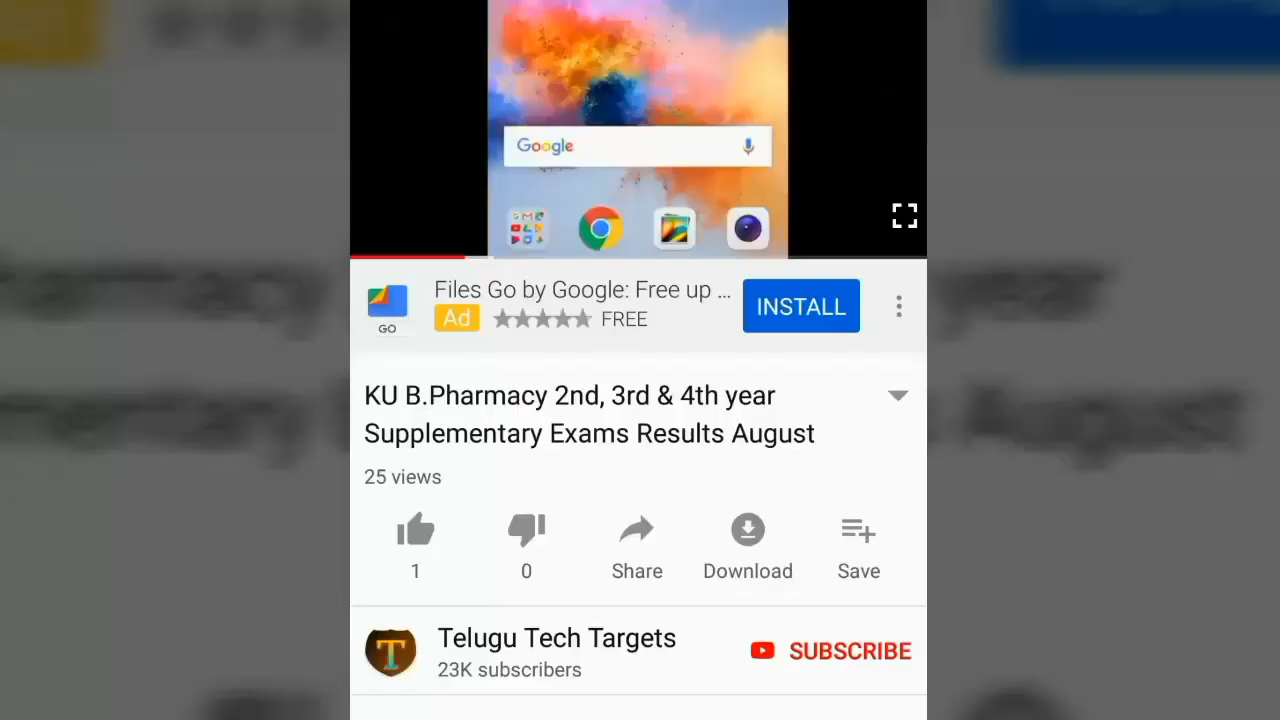 Google
Files Go by Google: Free up ...
GO
Ad
FREE
INSTALL
KU B.Pharmacy 2nd, 3rd & 4th year
Supplementary Exams Results August
25 views
1
0
Share
Download
Save
T
Telugu Tech Targets
23K subscribers
SUBSCRIBE